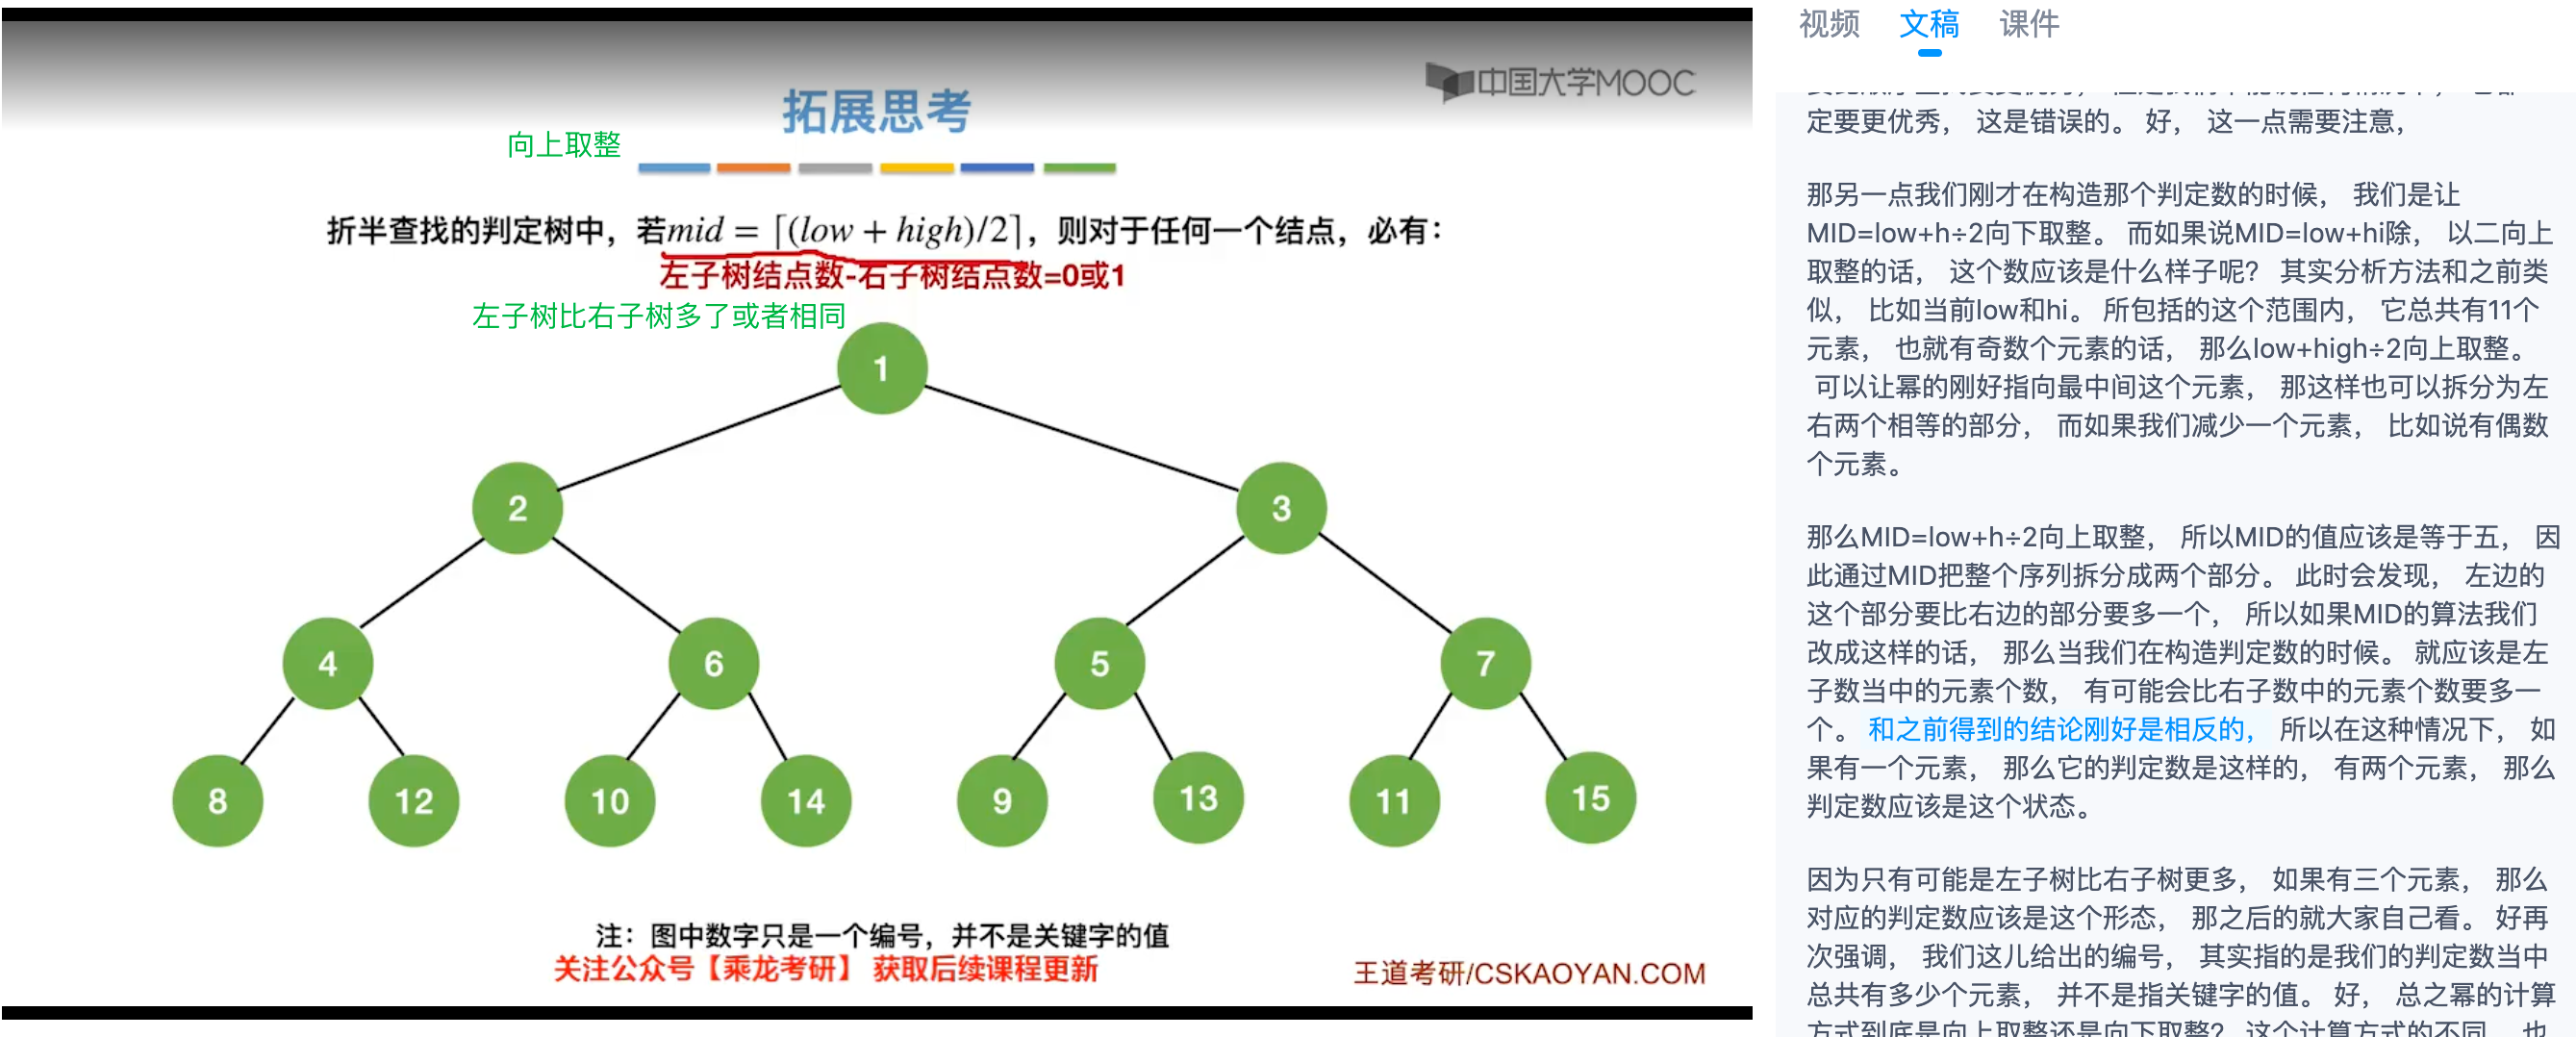 中国大学MOOC
拓展思考
向上取整
折半查找的判定树中，若mid = ⌈(low + high)/2⌉，则对于任何一个结点，必有：
左子树结点数-右子树结点数=0或1
左子树比右子树多了或者相同
1
2
3
4
6
5
7
8
12
10
14
9
13
11
15
注：图中数字只是一个编号，并不是关键字的值
关注公众号【乘龙考研】 获取后续课程更新
王道考研/CSKAOYAN.COM
视频 文稿 课件
定要更优秀， 这是错误的。 好， 这一点需要注意，
那另一点我们刚才在构造那个判定数的时候， 我们是让
MID=low+h÷2向下取整。 而如果说MID=low+hi除， 以二向上
取整的话， 这个数应该是什么样子呢？ 其实分析方法和之前类
似， 比如当前low和hi。 所包括的这个范围内， 它总共有11个
元素， 也就有奇数个元素的话， 那么low+high÷2向上取整。
可以让幂的刚好指向最中间这个元素， 那这样也可以拆分为左
右两个相等的部分， 而如果我们减少一个元素， 比如说有偶数
个元素。
那么MID=low+h÷2向上取整， 所以MID的值应该是等于五， 因
此通过MID把整个序列拆分成两个部分。 此时会发现， 左边的
这个部分要比右边的部分要多一个， 所以如果MID的算法我们
改成这样的话， 那么当我们在构造判定数的时候。 就应该是左
子数当中的元素个数， 有可能会比右子数中的元素个数要多一
个。 和之前得到的结论刚好是相反的， 所以在这种情况下， 如
果有一个元素， 那么它的判定数是这样的， 有两个元素， 那么
判定数应该是这个状态。
因为只有可能是左子树比右子树更多， 如果有三个元素， 那么
对应的判定数应该是这个形态， 那之后的就大家自己看。 好再
次强调， 我们这儿给出的编号， 其实指的是我们的判定数当中
总共有多少个元素， 并不是指关键字的值。 好， 总之幂的计算
方式到底是向上取整还是向下取整？ 这个计算方式的不同， 也